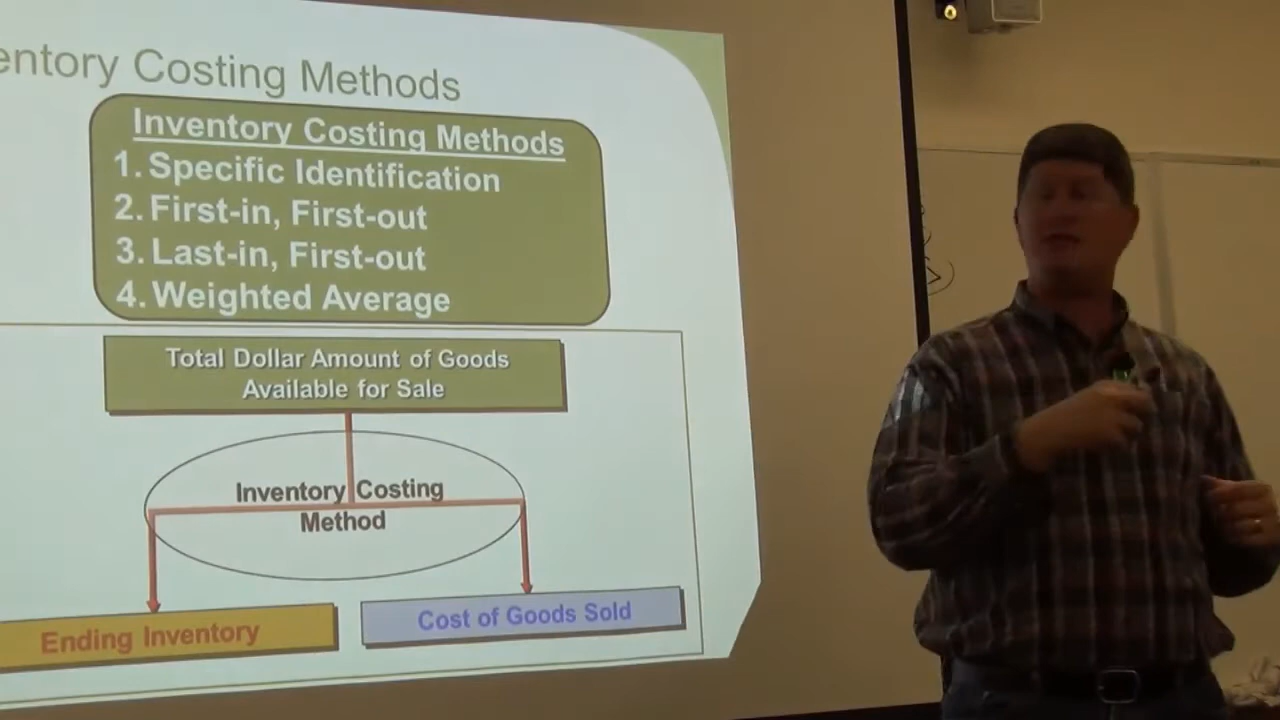 entory Costing Methods
Inventory Costing Methods
1. Specific Identification
2. First-in, First-out
3. Last-in, First-out
4. Weighted Average
Total Dollar Amount of Goods
Available for Sale
Inventory Costing
Method
Ending Inventory
Cost of Goods Sold